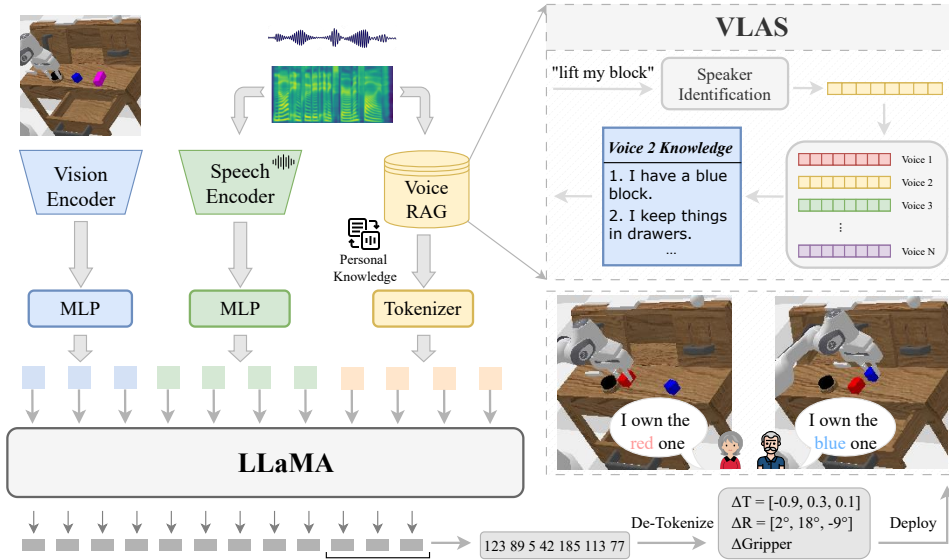 VLAS
"lift my block"
Speaker
Identification
Voice 1
Voice 2
Voice 3
Voice N
Voice 2 Knowledge
1. I have a blue
block.
2. I keep things
in drawers.
...
Vision
Encoder
Speech
Encoder
Voice
RAG
Personal
Knowledge
MLP
MLP
Tokenizer
I own the
red one
I own the
blue one
LLaMA
123 89 5 42 185 113 77
De-Tokenize
ΔT = [-0.9, 0.3, 0.1]
ΔR = [2°, 18°, -9°]
ΔGripper
Deploy